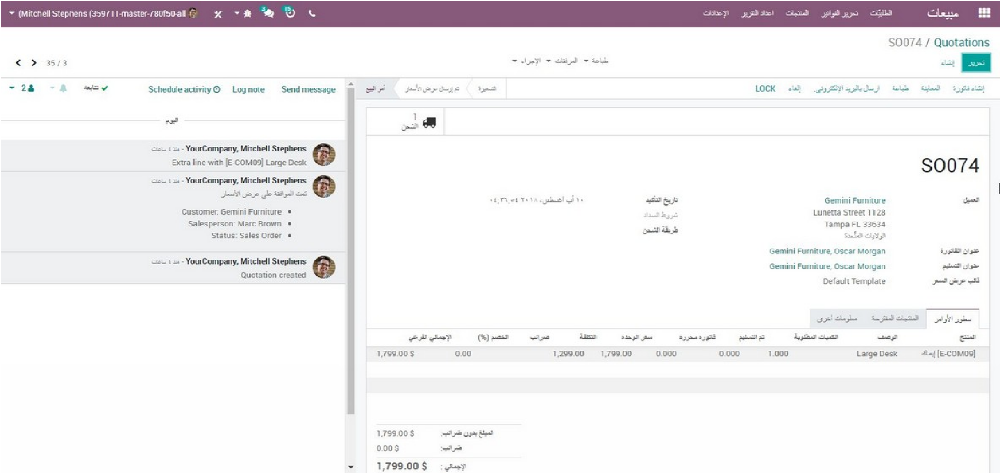 مبيعات الطلبيّات تحرير الفواتير المنتجات اعداد التقرير الإعدادات 15 3 (Mitchell Stephens (359711-master-780f50-all
SO074 / Quotations
تحرير إنشاء طباعة المرفقات الإجراء 35 / 3
إنشاء فاتورة المعاينة طباعة ارسال بالبريد الإلكتروني. إلغاء LOCK التسعيرة تم إرسال عرض الأسعار أمر البيع
1
الشحن
SO074
العميل Gemini Furniture
Lunetta Street 1128
Tampa FL 33634
الولايات المتّحدة
عنوان الفاتورة Gemini Furniture, Oscar Morgan
عنوان التسليم Gemini Furniture, Oscar Morgan
قالب عرض السعر Default Template
تاريخ التأكيد ١٠ آب أغسطس، ٢٠١٨ ٠٤:٣٦:٥٤
شروط السداد
طريقة الشحن
سطور الأوامر المنتجات المقترحة معلومات أخرى
المنتج الوصف الكميات المطلوبة تم التسليم فاتوره محرره سعر الوحده التكلفة ضرائب الخصم (%) الإجمالي الفرعي
[E-COM09] Large Desk 1.000 0.000 0.000 1,799.00 1,299.00 0.00 1,799.00 $
المبلغ بدون ضرائب: 1,799.00 $
ضرائب: 0.00 $
الإجمالي: 1,799.00 $
Send message Log note Schedule activity متابعة 2
اليوم
YourCompany, Mitchell Stephens - منذ ٤ ساعات
Extra line with [E-COM09] Large Desk
YourCompany, Mitchell Stephens - منذ ٤ ساعات
تمت الموافقة على عرض الأسعار
Customer: Gemini Furniture
Salesperson: Marc Brown
Status: Sales Order
YourCompany, Mitchell Stephens - منذ ٤ ساعات
Quotation created